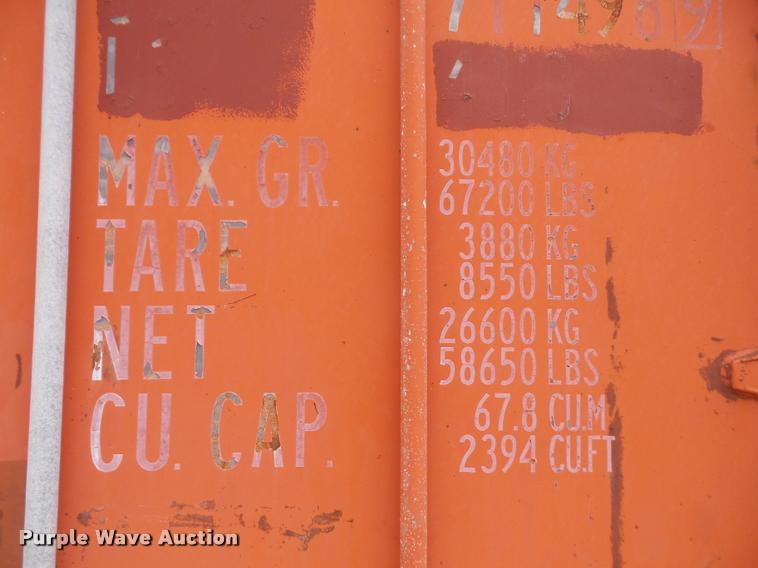 MAX. GR. 30480 KG
67200 LBS
TARE 3880 KG
8550 LBS
NET 26600 KG
58650 LBS
CU. CAP. 67.8 CU.M
2394 CU.FT
Purple Wave Auction